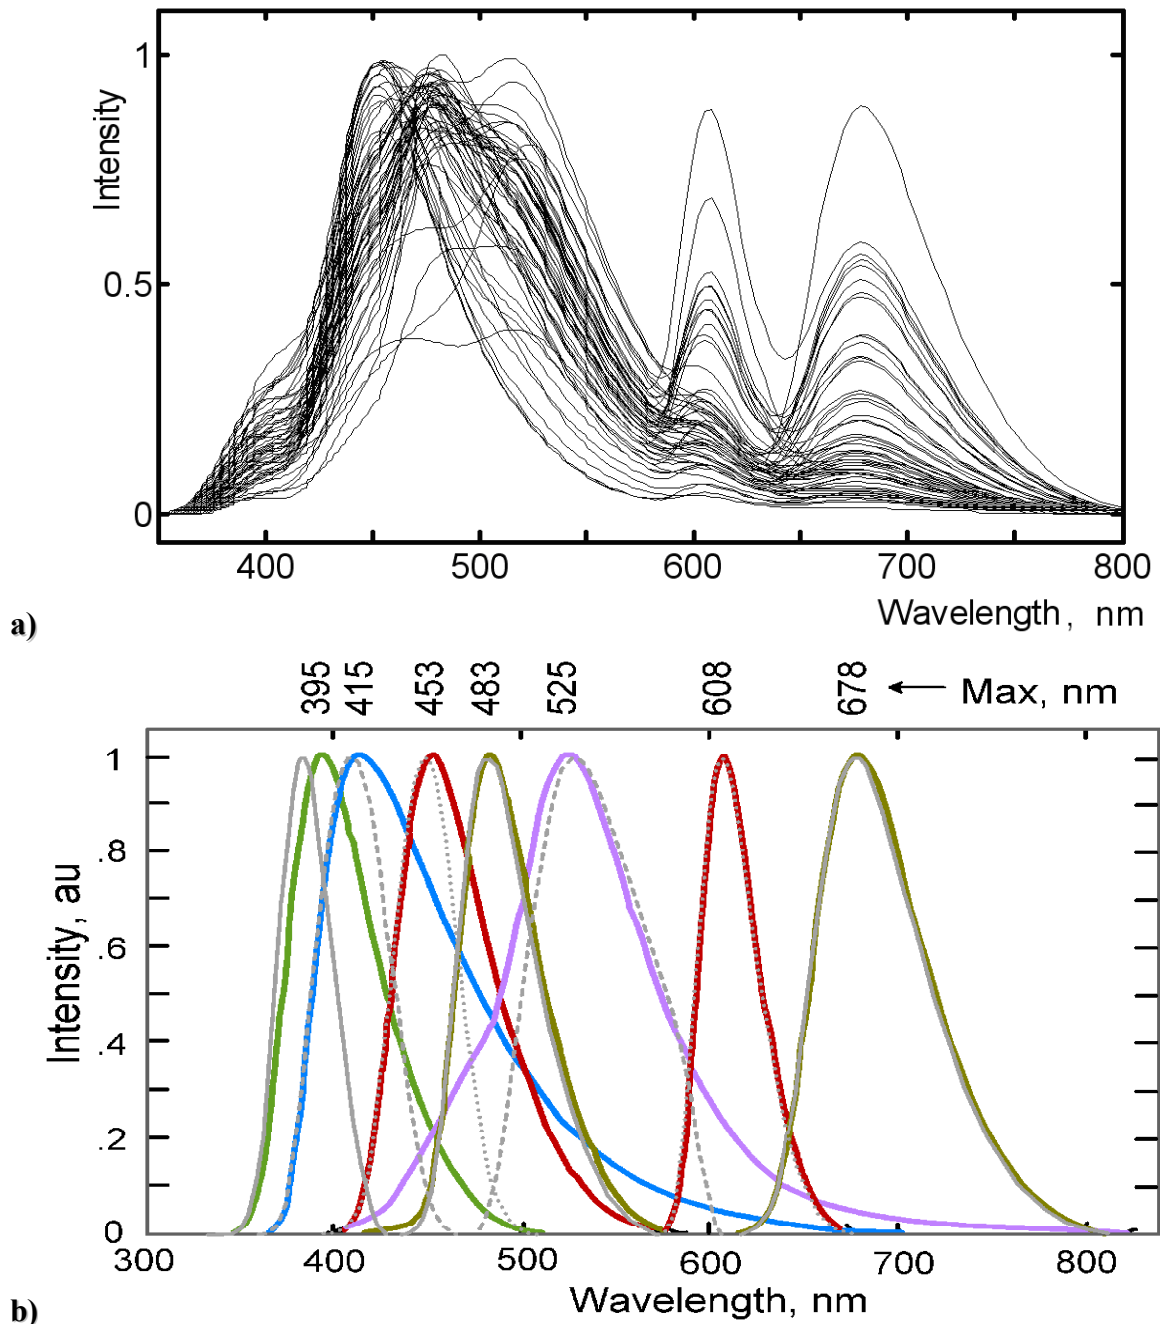 1
Intensity
0.5
0
400 500 600 700 800
Wavelength, nm
a)
395 415 453 483 525 608 678 ← Max, nm
1
.8
.6
.4
.2
0
Intensity, au
300 400 500 600 700 800
Wavelength, nm
b)